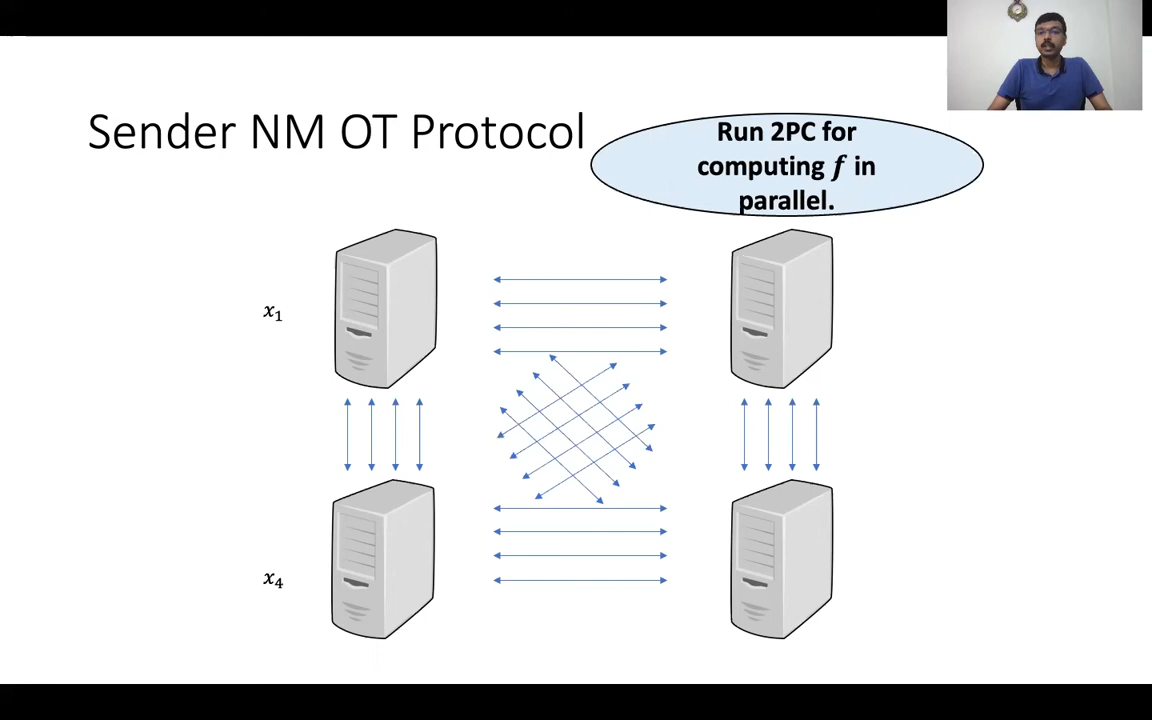 Sender NM OT Protocol
Run 2PC for
computing f in
parallel.
x₁
x₄